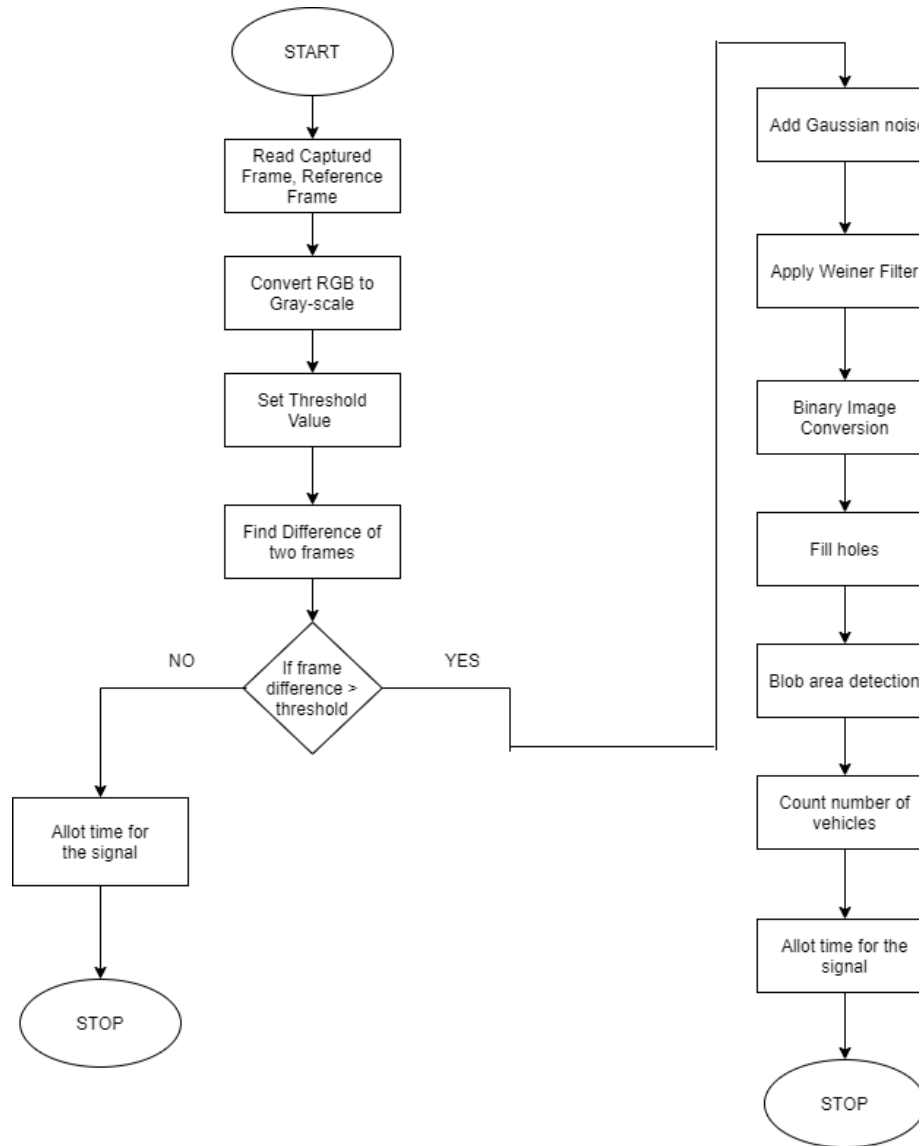 START
Read Captured
Frame, Reference
Frame
Convert RGB to
Gray-scale
Set Threshold
Value
Find Difference of
two frames
If frame
difference >
threshold
NO
YES
Allot time for
the signal
STOP
Add Gaussian noise
Apply Weiner Filter
Binary Image
Conversion
Fill holes
Blob area detection
Count number of
vehicles
Allot time for the
signal
STOP